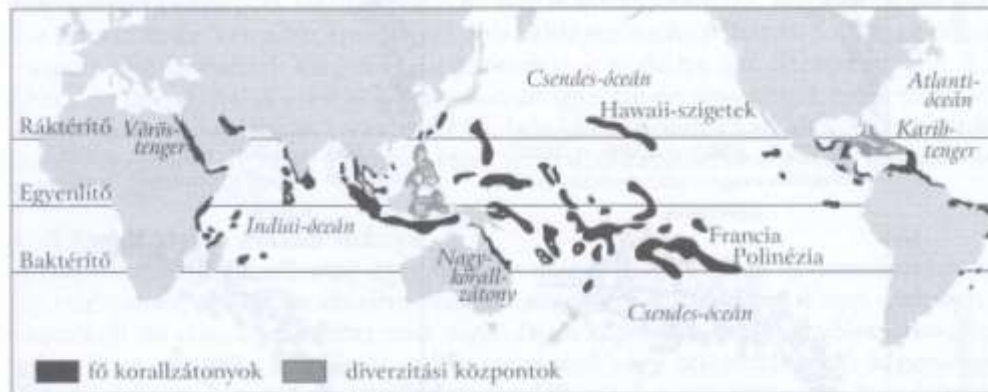 Csendes-óceán
Atlanti-
óceán
Hawaii-szigetek
Ráktérítő
Vörös-
tenger
Karib-
tenger
Egyenlítő
Indiai-óceán
Francia
Polinézia
Baktérítő
Nagy-
korall-
zátony
Csendes-óceán
fő korallzátonyok
diverzitási központok